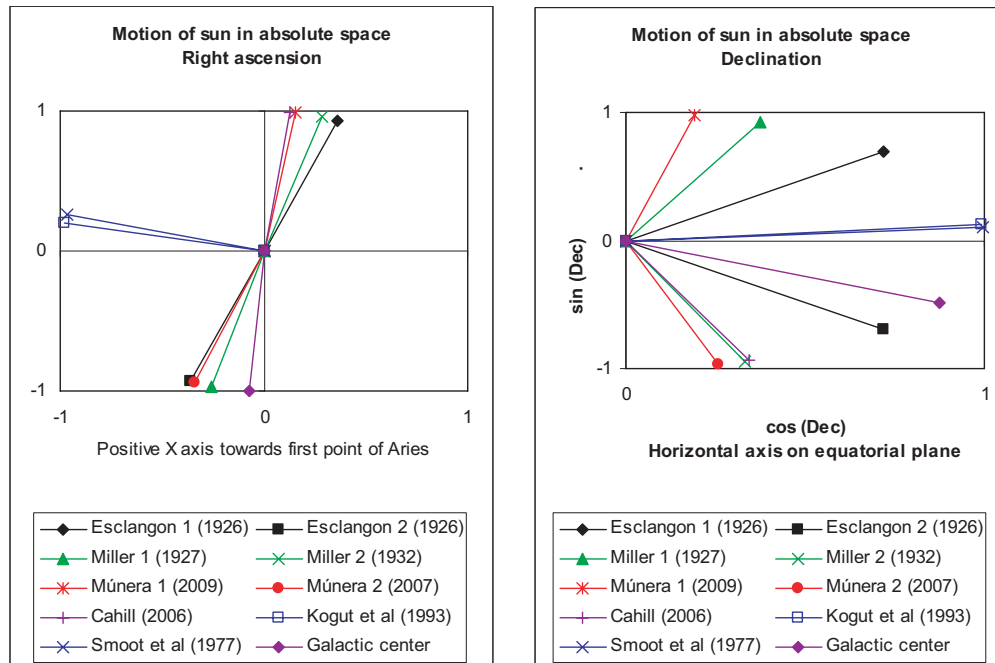 Motion of sun in absolute space
Right ascension
1
0
-1
-1
0
1
Positive X axis towards first point of Aries
Esclangon 1 (1926)
Esclangon 2 (1926)
Miller 1 (1927)
Miller 2 (1932)
Múnera 1 (2009)
Múnera 2 (2007)
Cahill (2006)
Kogut et al (1993)
Smoot et al (1977)
Galactic center
Motion of sun in absolute space
Declination
sin (Dec)
.
1
0
-1
0
1
cos (Dec)
Horizontal axis on equatorial plane
Esclangon 1 (1926)
Esclangon 2 (1926)
Miller 1 (1927)
Miller 2 (1932)
Múnera 1 (2009)
Múnera 2 (2007)
Cahill (2006)
Kogut et al (1993)
Smoot et al (1977)
Galactic center